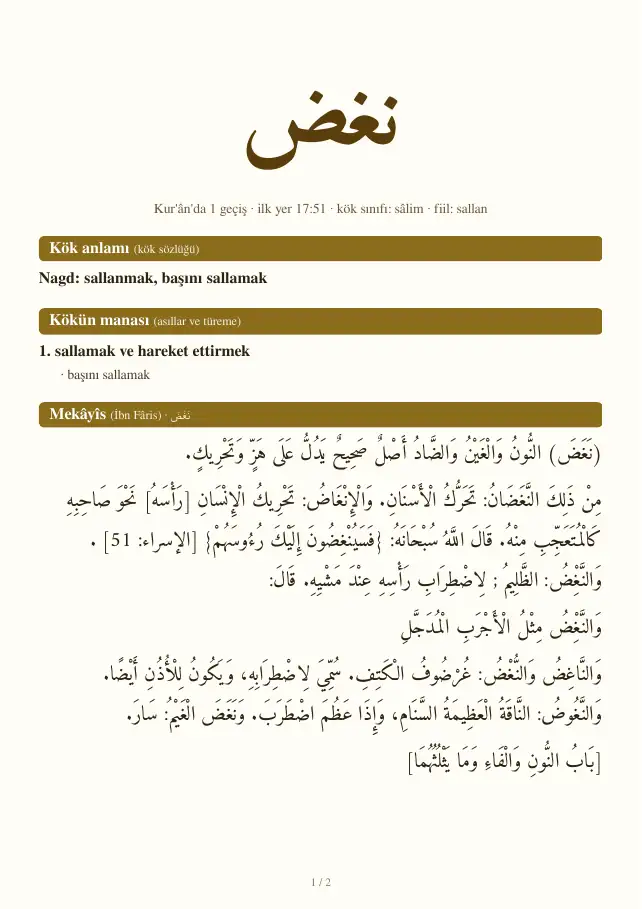 نغض
Kur'ân'da 1 geçiş · ilk yer 17:51 · kök sınıfı: sâlim · fiil: sallan
Kök anlamı (kök sözlüğü)
Nagd: sallanmak, başını sallamak
Kökün manası (asıllar ve türeme)
1. sallamak ve hareket ettirmek
· başını sallamak
Mekâyîs (İbn Fâris) · نَغَضَ
(نَغَضَ) النُّونُ وَالْغَيْنُ وَالضَّادُ أَصْلٌ صَحِيحٌ يَدُلُّ عَلَى هَزٍّ وَتَحْرِيكٍ.
مِنْ ذَلِكَ النَّغَضَانُ: تَحَرُّكُ الْأَسْنَانِ. وَالْإِنْغَاضُ: تَحْرِيكُ الْإِنْسَانِ [رَأْسَهُ] نَحْوَ صَاحِبِهِ
كَالْمُتَعَجِّبِ مِنْهُ. قَالَ اللَّهُ سُبْحَانَهُ: {فَسَيُنْغِضُونَ إِلَيْكَ رُءُوسَهُمْ} [الإسراء: 51] .
وَالنَّغْضُ: الظَّلِيمُ ; لِاضْطِرَابِ رَأْسِهِ عِنْدَ مَشْيِهِ. قَالَ:
وَالنَّغْضُ مِثْلُ الْأَجْرَبِ الْمُدَجَّلِ
وَالنَّاغِضُ وَالنُّغْضُ: غُرْضُوفُ الْكَتِفِ. سُمِّيَ لِاضْطِرَابِهِ، وَيَكُونُ لِلْأُذُنِ أَيْضًا.
وَالنَّغُوضُ: النَّاقَةُ الْعَظِيمَةُ السَّنَامِ، وَإِذَا عَظُمَ اضْطَرَبَ. وَنَغَضَ الْغَيْمُ: سَارَ.
[بَابُ النُّونِ وَالْفَاءِ وَمَا يَثْلُثُهُمَا]
1 / 2